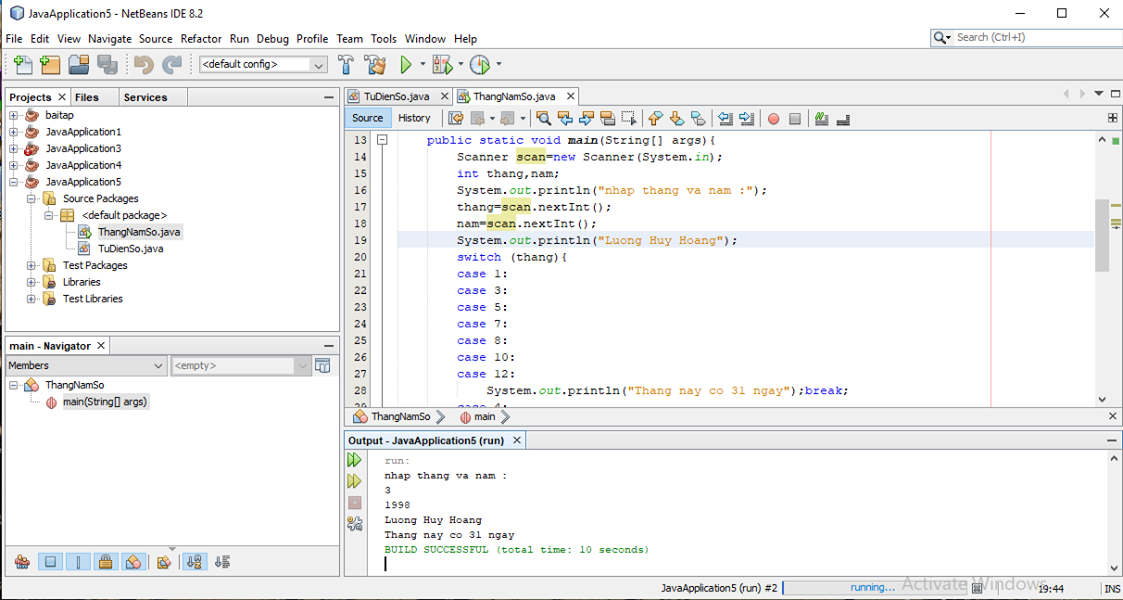 JavaApplication5 - NetBeans IDE 8.2
File Edit View Navigate Source Refactor Run Debug Profile Team Tools Window Help
Search (Ctrl+I)
<default config>
Projects Files Services
baitap
JavaApplication1
JavaApplication3
JavaApplication4
JavaApplication5
Source Packages
<default package>
ThangNamSo.java
TuDienSo.java
Test Packages
Libraries
Test Libraries
main - Navigator
Members <empty>
ThangNamSo
main(String[] args)
TuDienSo.java ThangNamSo.java
Source History
13 public static void main(String[] args){
14 Scanner scan=new Scanner(System.in);
15 int thang,nam;
16 System.out.println("nhap thang va nam :");
17 thang=scan.nextInt();
18 nam=scan.nextInt();
19 System.out.println("Luong Huy Hoang");
20 switch (thang){
21 case 1:
22 case 3:
23 case 5:
24 case 7:
25 case 8:
26 case 10:
27 case 12:
28 System.out.println("Thang nay co 31 ngay");break;
29 case 4:
ThangNamSo main
Output - JavaApplication5 (run)
run:
nhap thang va nam :
3
1998
Luong Huy Hoang
Thang nay co 31 ngay
BUILD SUCCESSFUL (total time: 10 seconds)
JavaApplication5 (run) #2 running... Activate Windows 19:44 INS